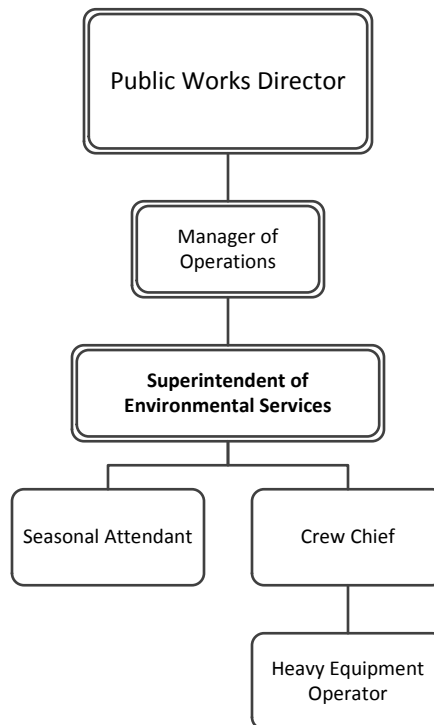 Public Works Director
Manager of
Operations
Superintendent of
Environmental Services
Seasonal Attendant
Crew Chief
Heavy Equipment
Operator